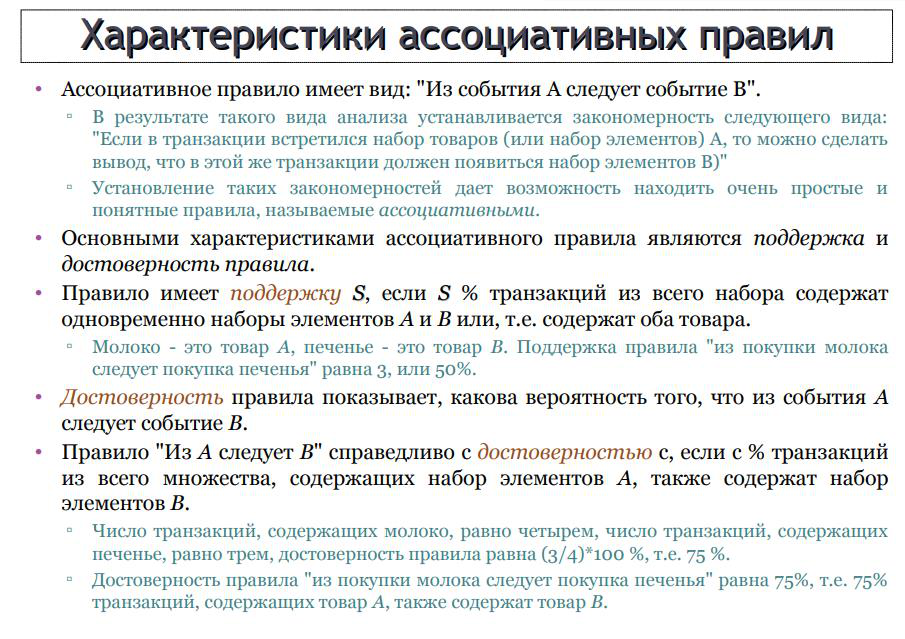 Характеристики ассоциативных правил
• Ассоциативное правило имеет вид: "Из события A следует событие B".
▫ В результате такого вида анализа устанавливается закономерность следующего вида:
"Если в транзакции встретился набор товаров (или набор элементов) A, то можно сделать
вывод, что в этой же транзакции должен появиться набор элементов B)"
▫ Установление таких закономерностей дает возможность находить очень простые и
понятные правила, называемые ассоциативными.
• Основными характеристиками ассоциативного правила являются поддержка и
достоверность правила.
• Правило имеет поддержку S, если S % транзакций из всего набора содержат
одновременно наборы элементов A и B или, т.е. содержат оба товара.
▫ Молоко - это товар A, печенье - это товар B. Поддержка правила "из покупки молока
следует покупка печенья" равна 3, или 50%.
• Достоверность правила показывает, какова вероятность того, что из события A
следует событие B.
• Правило "Из A следует B" справедливо с достоверностью с, если c % транзакций
из всего множества, содержащих набор элементов A, также содержат набор
элементов B.
▫ Число транзакций, содержащих молоко, равно четырем, число транзакций, содержащих
печенье, равно трем, достоверность правила равна (3/4)*100 %, т.е. 75 %.
▫ Достоверность правила "из покупки молока следует покупка печенья" равна 75%, т.е. 75%
транзакций, содержащих товар A, также содержат товар B.